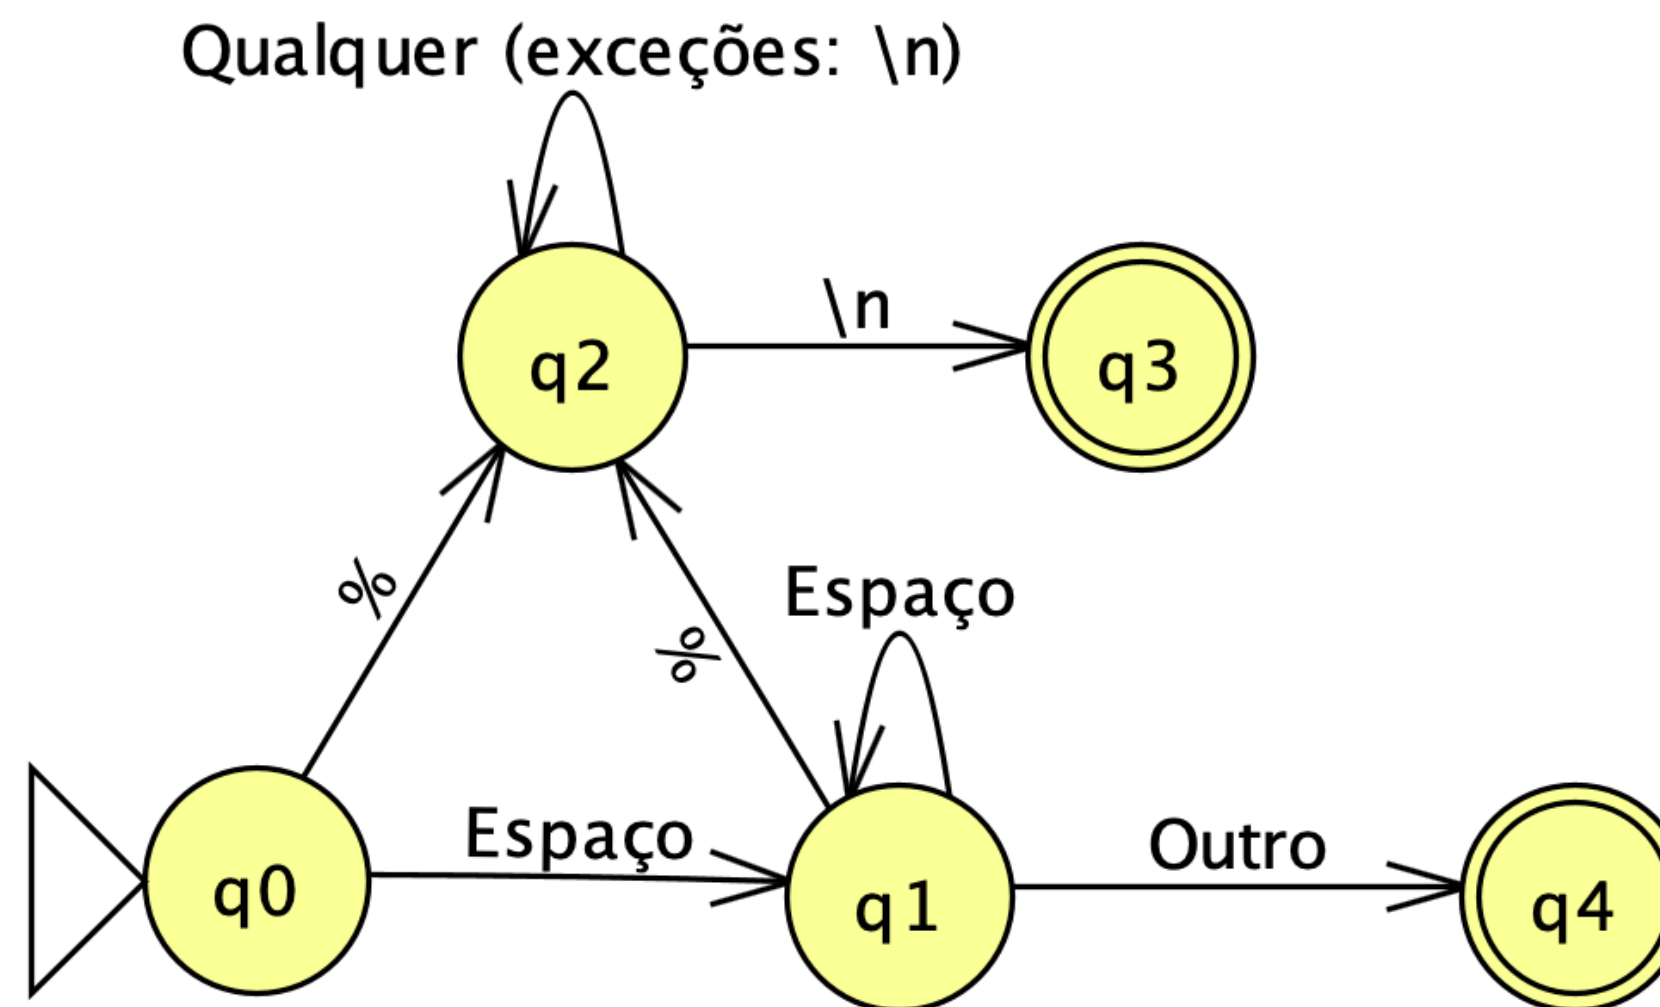 Qualquer (exceções: \n)
\n
q2
q3
%
Espaço
%
Espaço
Outro
q0
q1
q4